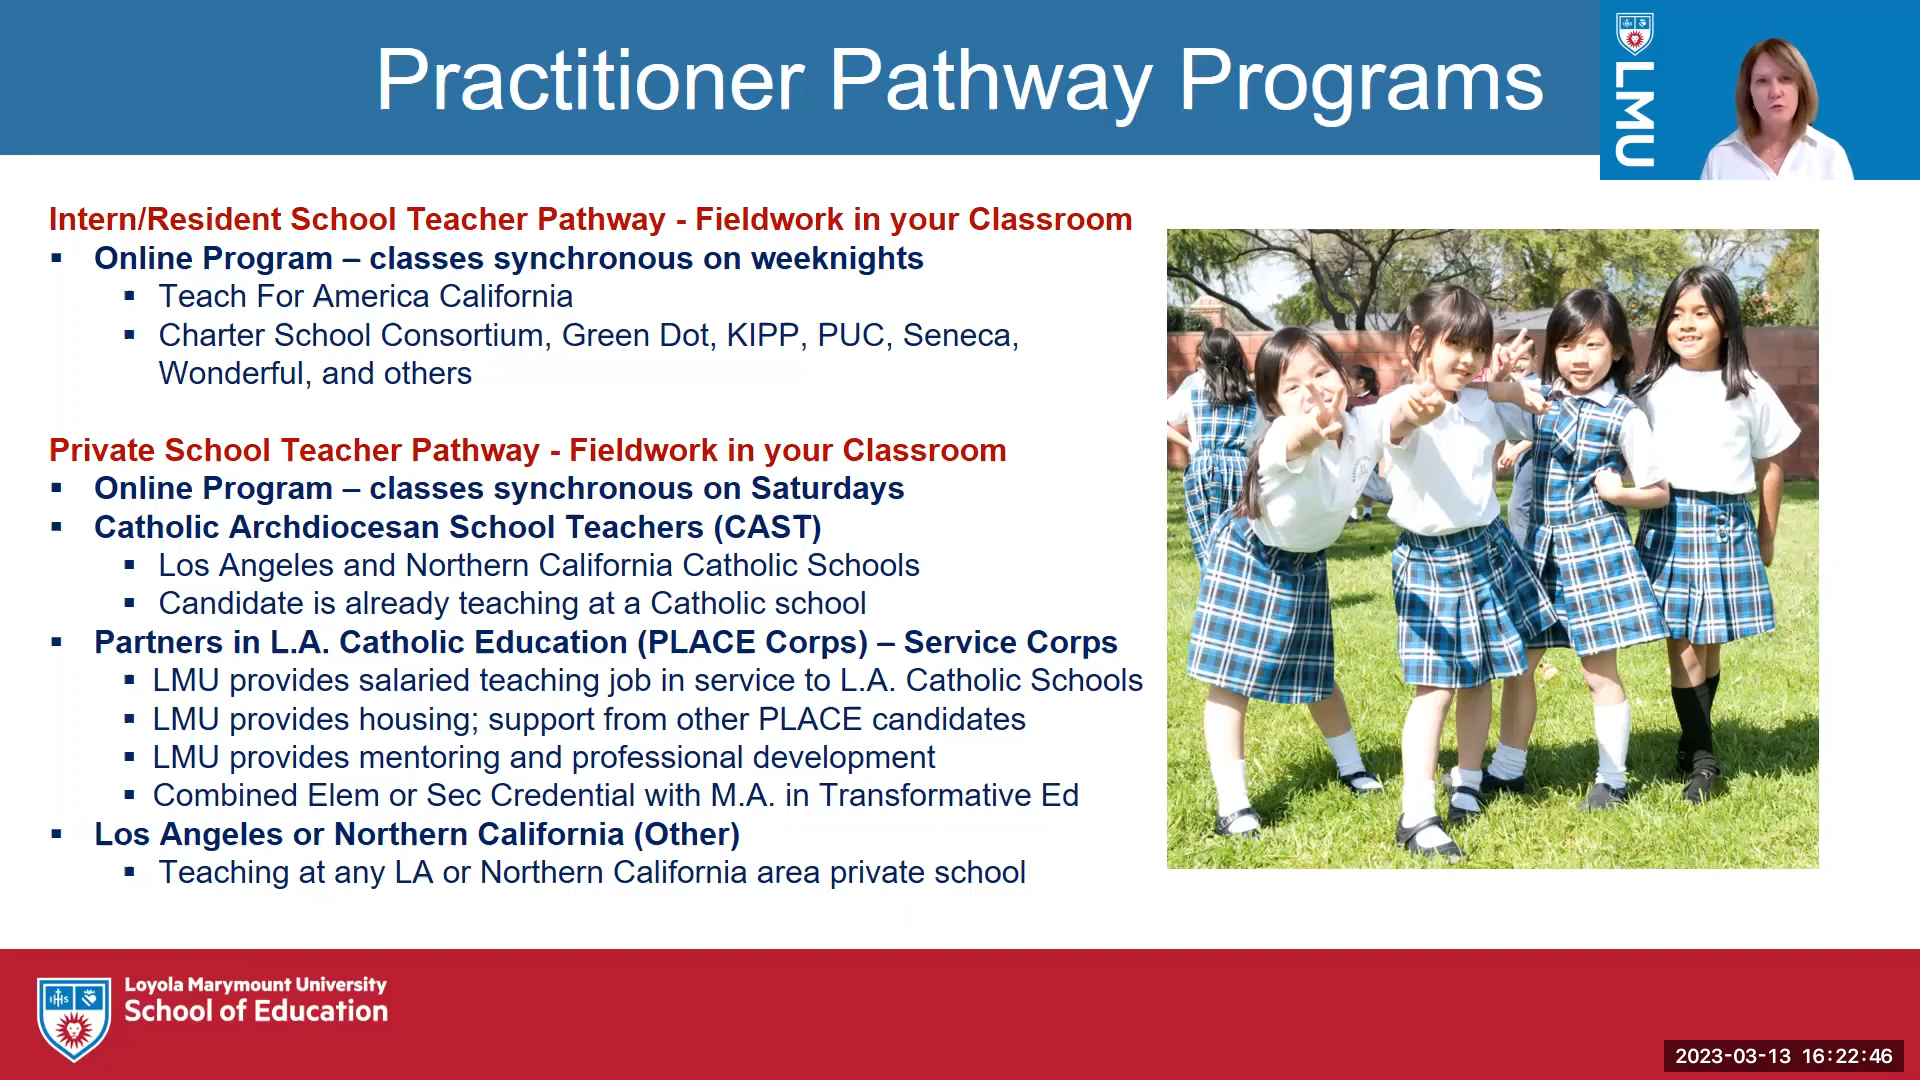 Practitioner Pathway Programs
LMU
Intern/Resident School Teacher Pathway - Fieldwork in your Classroom
▪ Online Program – classes synchronous on weeknights
▪ Teach For America California
▪ Charter School Consortium, Green Dot, KIPP, PUC, Seneca,
Wonderful, and others
Private School Teacher Pathway - Fieldwork in your Classroom
▪ Online Program – classes synchronous on Saturdays
▪ Catholic Archdiocesan School Teachers (CAST)
▪ Los Angeles and Northern California Catholic Schools
▪ Candidate is already teaching at a Catholic school
▪ Partners in L.A. Catholic Education (PLACE Corps) – Service Corps
▪ LMU provides salaried teaching job in service to L.A. Catholic Schools
▪ LMU provides housing; support from other PLACE candidates
▪ LMU provides mentoring and professional development
▪ Combined Elem or Sec Credential with M.A. in Transformative Ed
▪ Los Angeles or Northern California (Other)
▪ Teaching at any LA or Northern California area private school
IHS
Loyola Marymount University
School of Education
2023-03-13 16:22:46